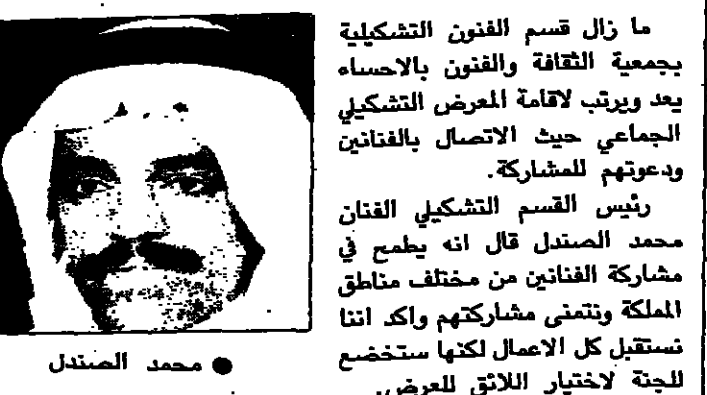 ما زال قسم الفنون التشكيلية
بجمعية الثقافة والفنون بالاحساء
يعد ويرتب لاقامة المعرض التشكيلي
الجماعي حيث الاتصال بالفنانين
ودعوتهم للمشاركة.
رئيس القسم التشكيلي الفنان
محمد الصندل قال انه يطمح في
مشاركة الفنانين من مختلف مناطق
المملكة ونتمنى مشاركتهم واكد اننا
نستقبل كل الاعمال لكنها ستخضع
للجنة لاختيار اللائق للعرض.
● محمد الصندل